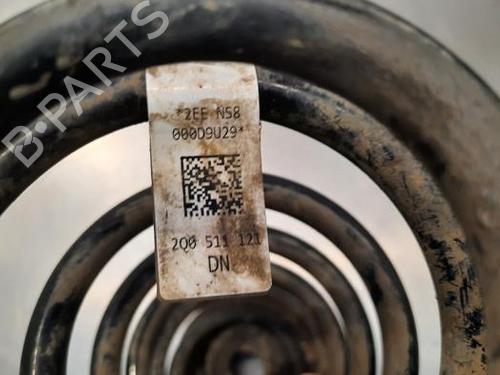 B-PARTS
*2EE N58
000D9U29*
2Q0 511 121
DN